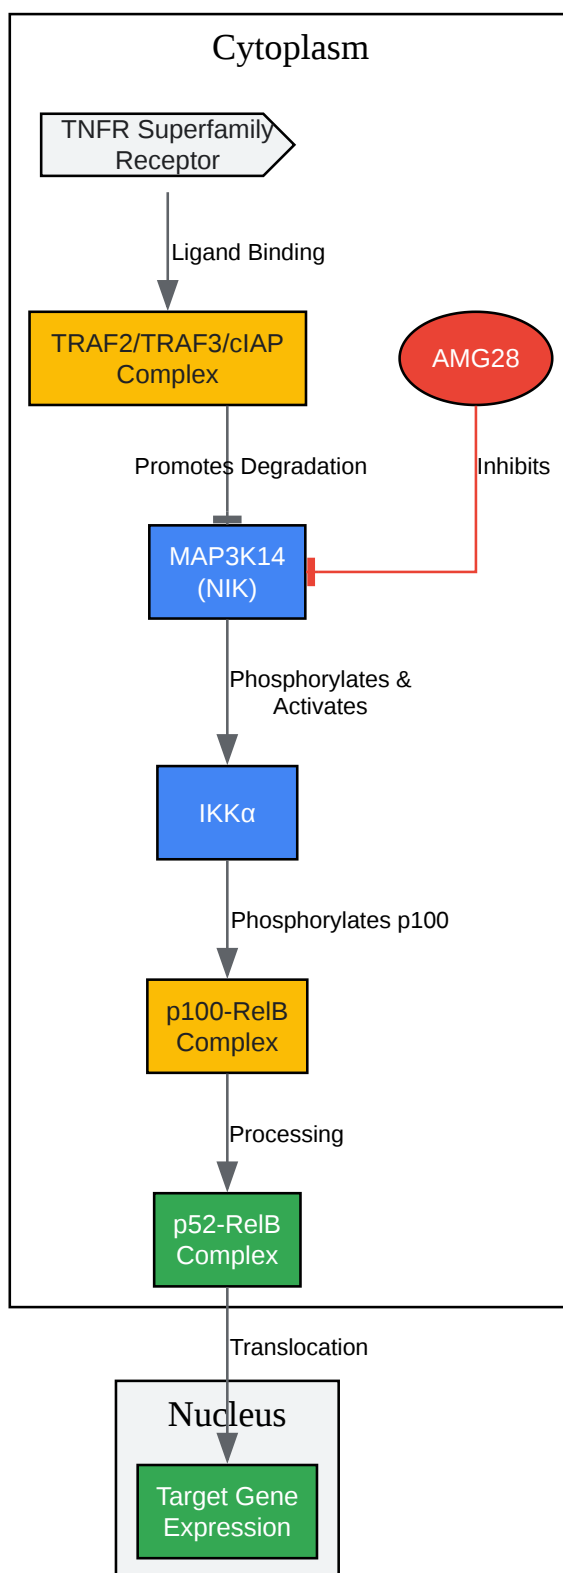 Cytoplasm
TNFR Superfamily
Receptor
Ligand Binding
TRAF2/TRAF3/cIAP
Complex
AMG28
Promotes Degradation
Inhibits
MAP3K14
(NIK)
Phosphorylates &
Activates
IKKα
Phosphorylates p100
p100-RelB
Complex
Processing
p52-RelB
Complex
Translocation
Nucleus
Target Gene
Expression